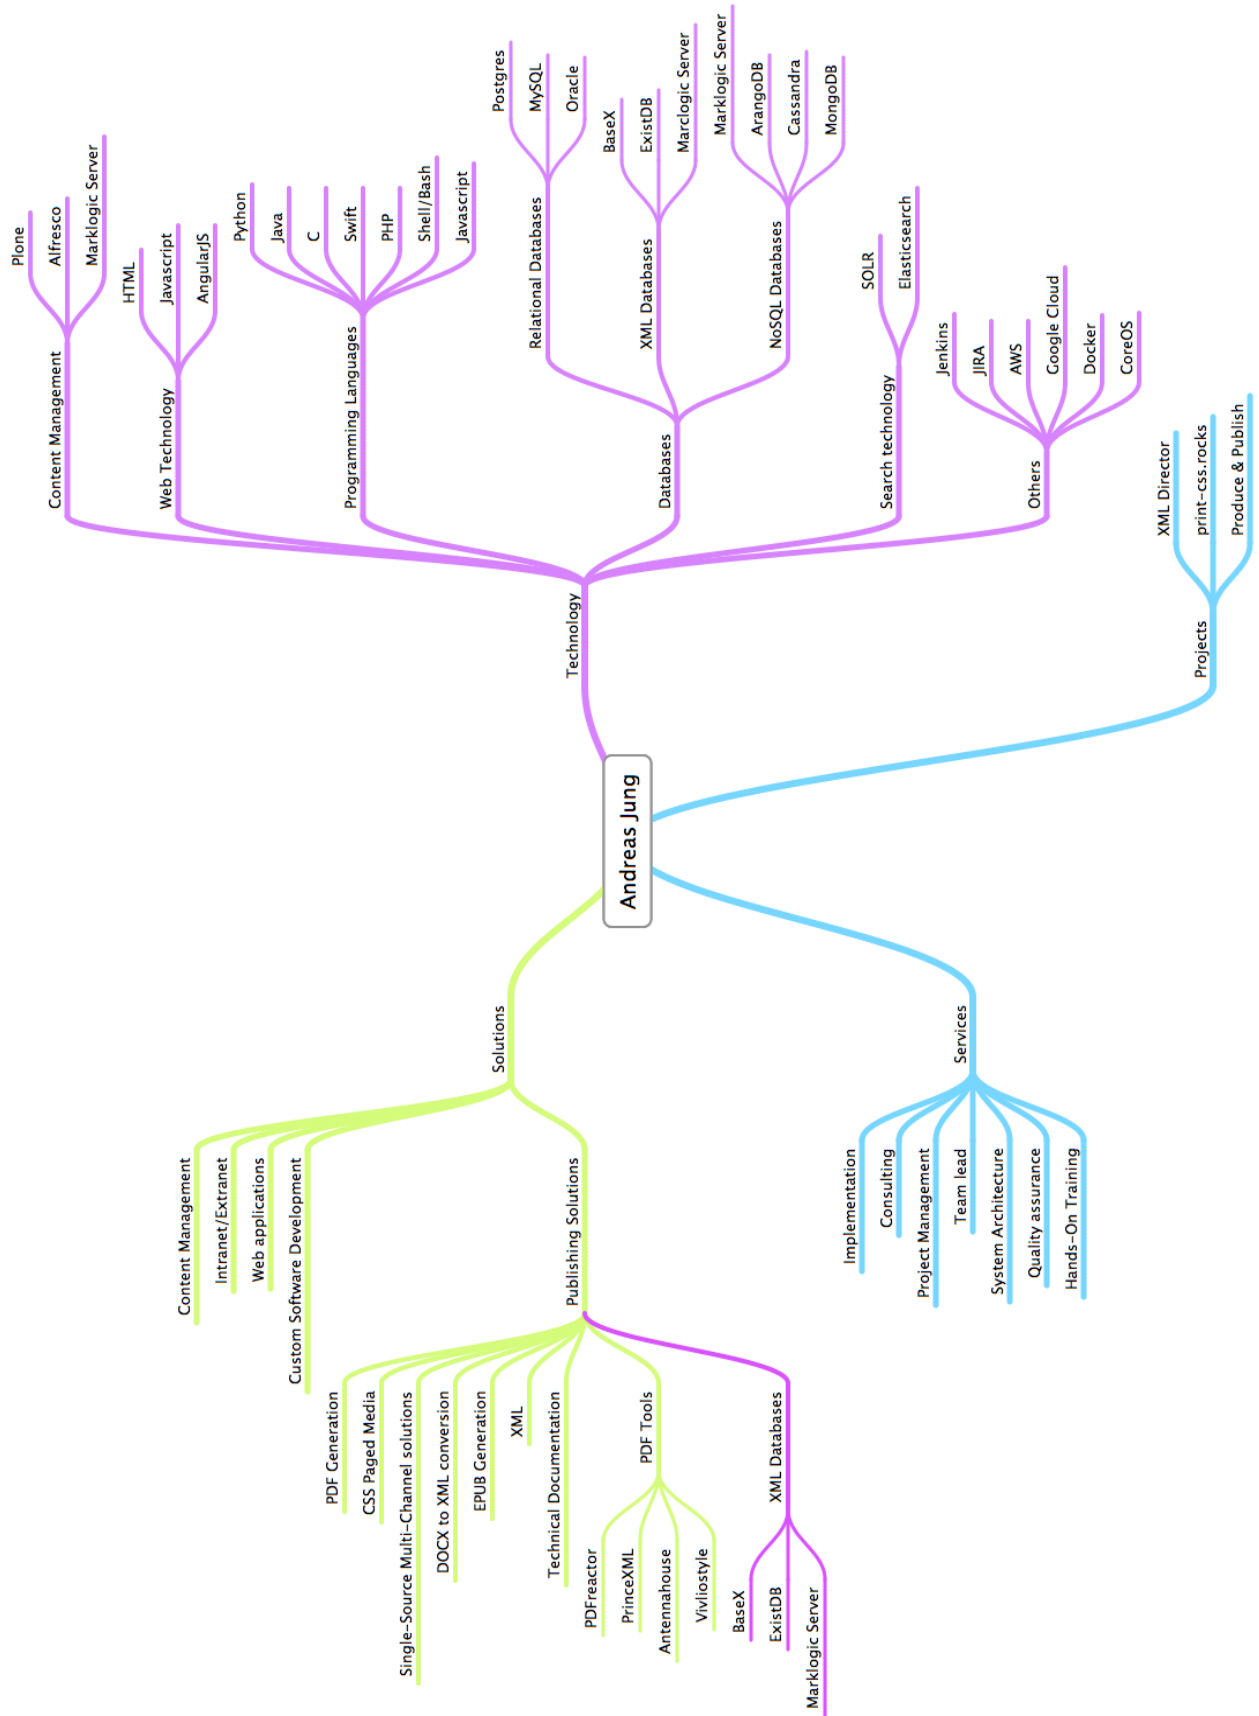 Andreas Jung
Technology
Content Management
Plone
Alfresco
Marklogic Server
Web Technology
HTML
Javascript
AngularJS
Programming Languages
Python
Java
C
Swift
PHP
Shell/Bash
Javascript
Databases
Relational Databases
Postgres
MySQL
Oracle
XML Databases
BaseX
ExistDB
Marclogic Server
NoSQL Databases
Marklogic Server
ArangoDB
Cassandra
MongoDB
Search technology
SOLR
Elasticsearch
Others
Jenkins
JIRA
AWS
Google Cloud
Docker
CoreOS
Projects
XML Director
print-css.rocks
Produce & Publish
Solutions
Content Management
Intranet/Extranet
Web applications
Custom Software Development
Publishing Solutions
PDF Generation
CSS Paged Media
Single-Source Multi-Channel solutions
DOCX to XML conversion
EPUB Generation
XML
Technical Documentation
PDF Tools
PDFreactor
PrinceXML
Antennahouse
Vivliostyle
XML Databases
BaseX
ExistDB
Marklogic Server
Services
Implementation
Consulting
Project Management
Team lead
System Architecture
Quality assurance
Hands-On Training